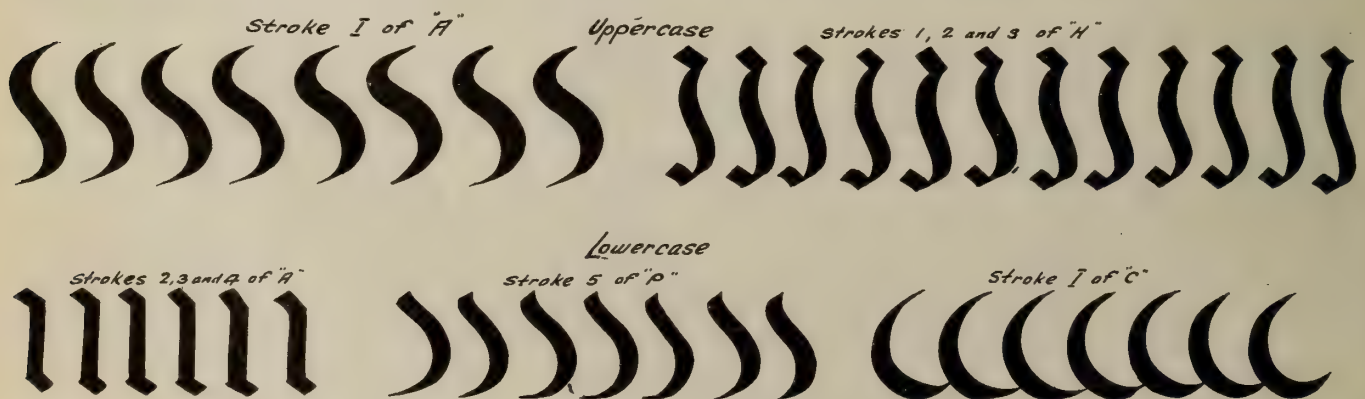 Stroke I of "A"
Uppercase
Strokes 1, 2 and 3 of "H"
Lowercase
Strokes 2, 3 and 4 of "A"
Stroke 5 of "P"
Stroke I of "C"